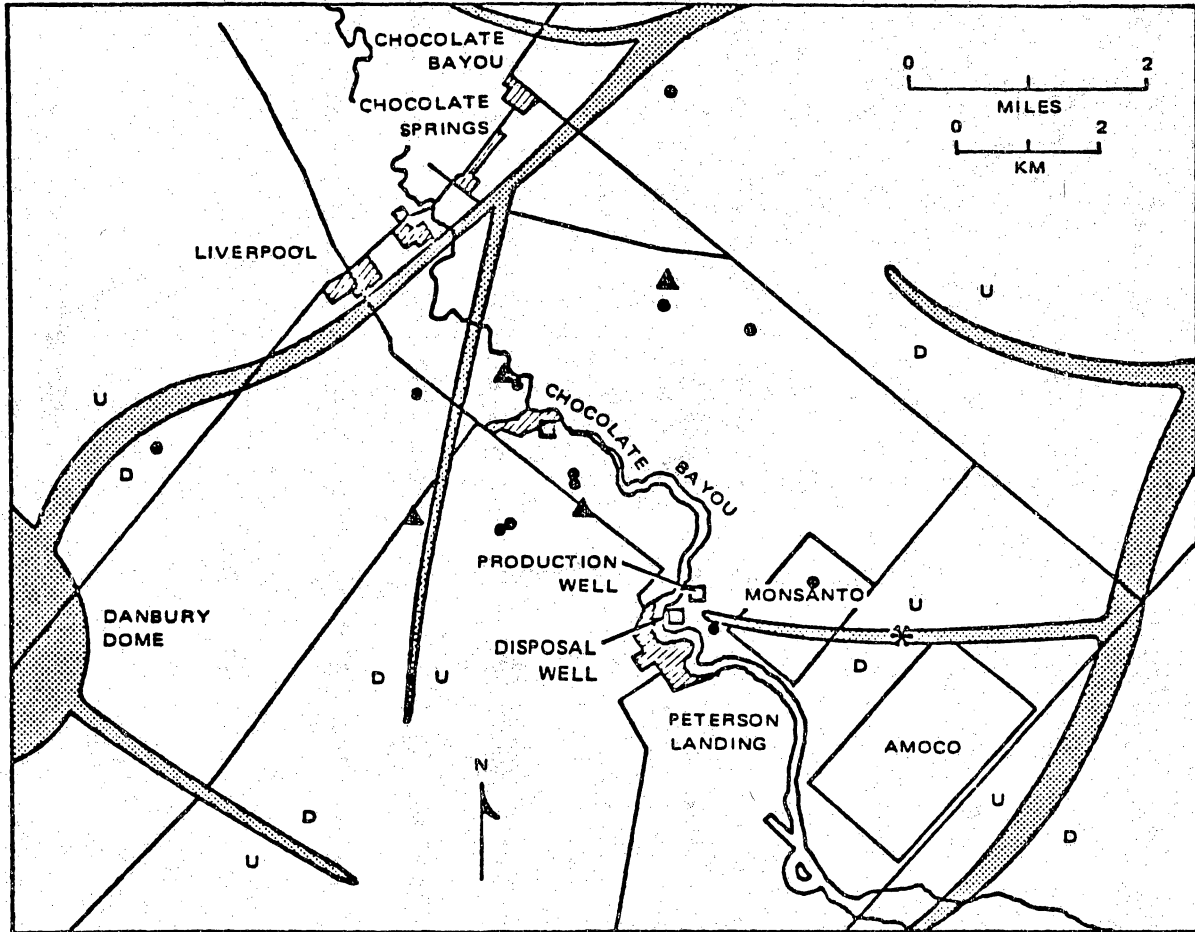 CHOCOLATE
BAYOU
CHOCOLATE
SPRINGS
0 2
MILES
0 2
KM
LIVERPOOL
U
D
U
D
U
D
CHOCOLATE
BAYOU
PRODUCTION
WELL
MONSANTO
U
DISPOSAL
WELL
D
DANBURY
DOME
D U
PETERSON
LANDING
AMOCO
N
U
D
D
U